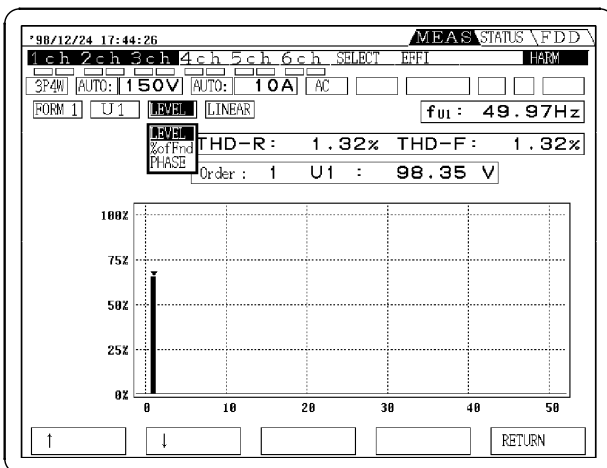 '98/12/24 17:44:26 MEAS STATUS FDD
1ch 2ch 3ch 4ch 5ch 6ch SELECT EFFI HARM
3P4W AUTO: 150V AUTO: 10A AC
FORM 1 U1 LEVEL LINEAR fU1: 49.97Hz
LEVEL
%ofFnd
PHASE
THD-R: 1.32% THD-F: 1.32%
Order: 1 U1 : 98.35 V
100%
75%
50%
25%
0%
0 10 20 30 40 50
↑ ↓ RETURN